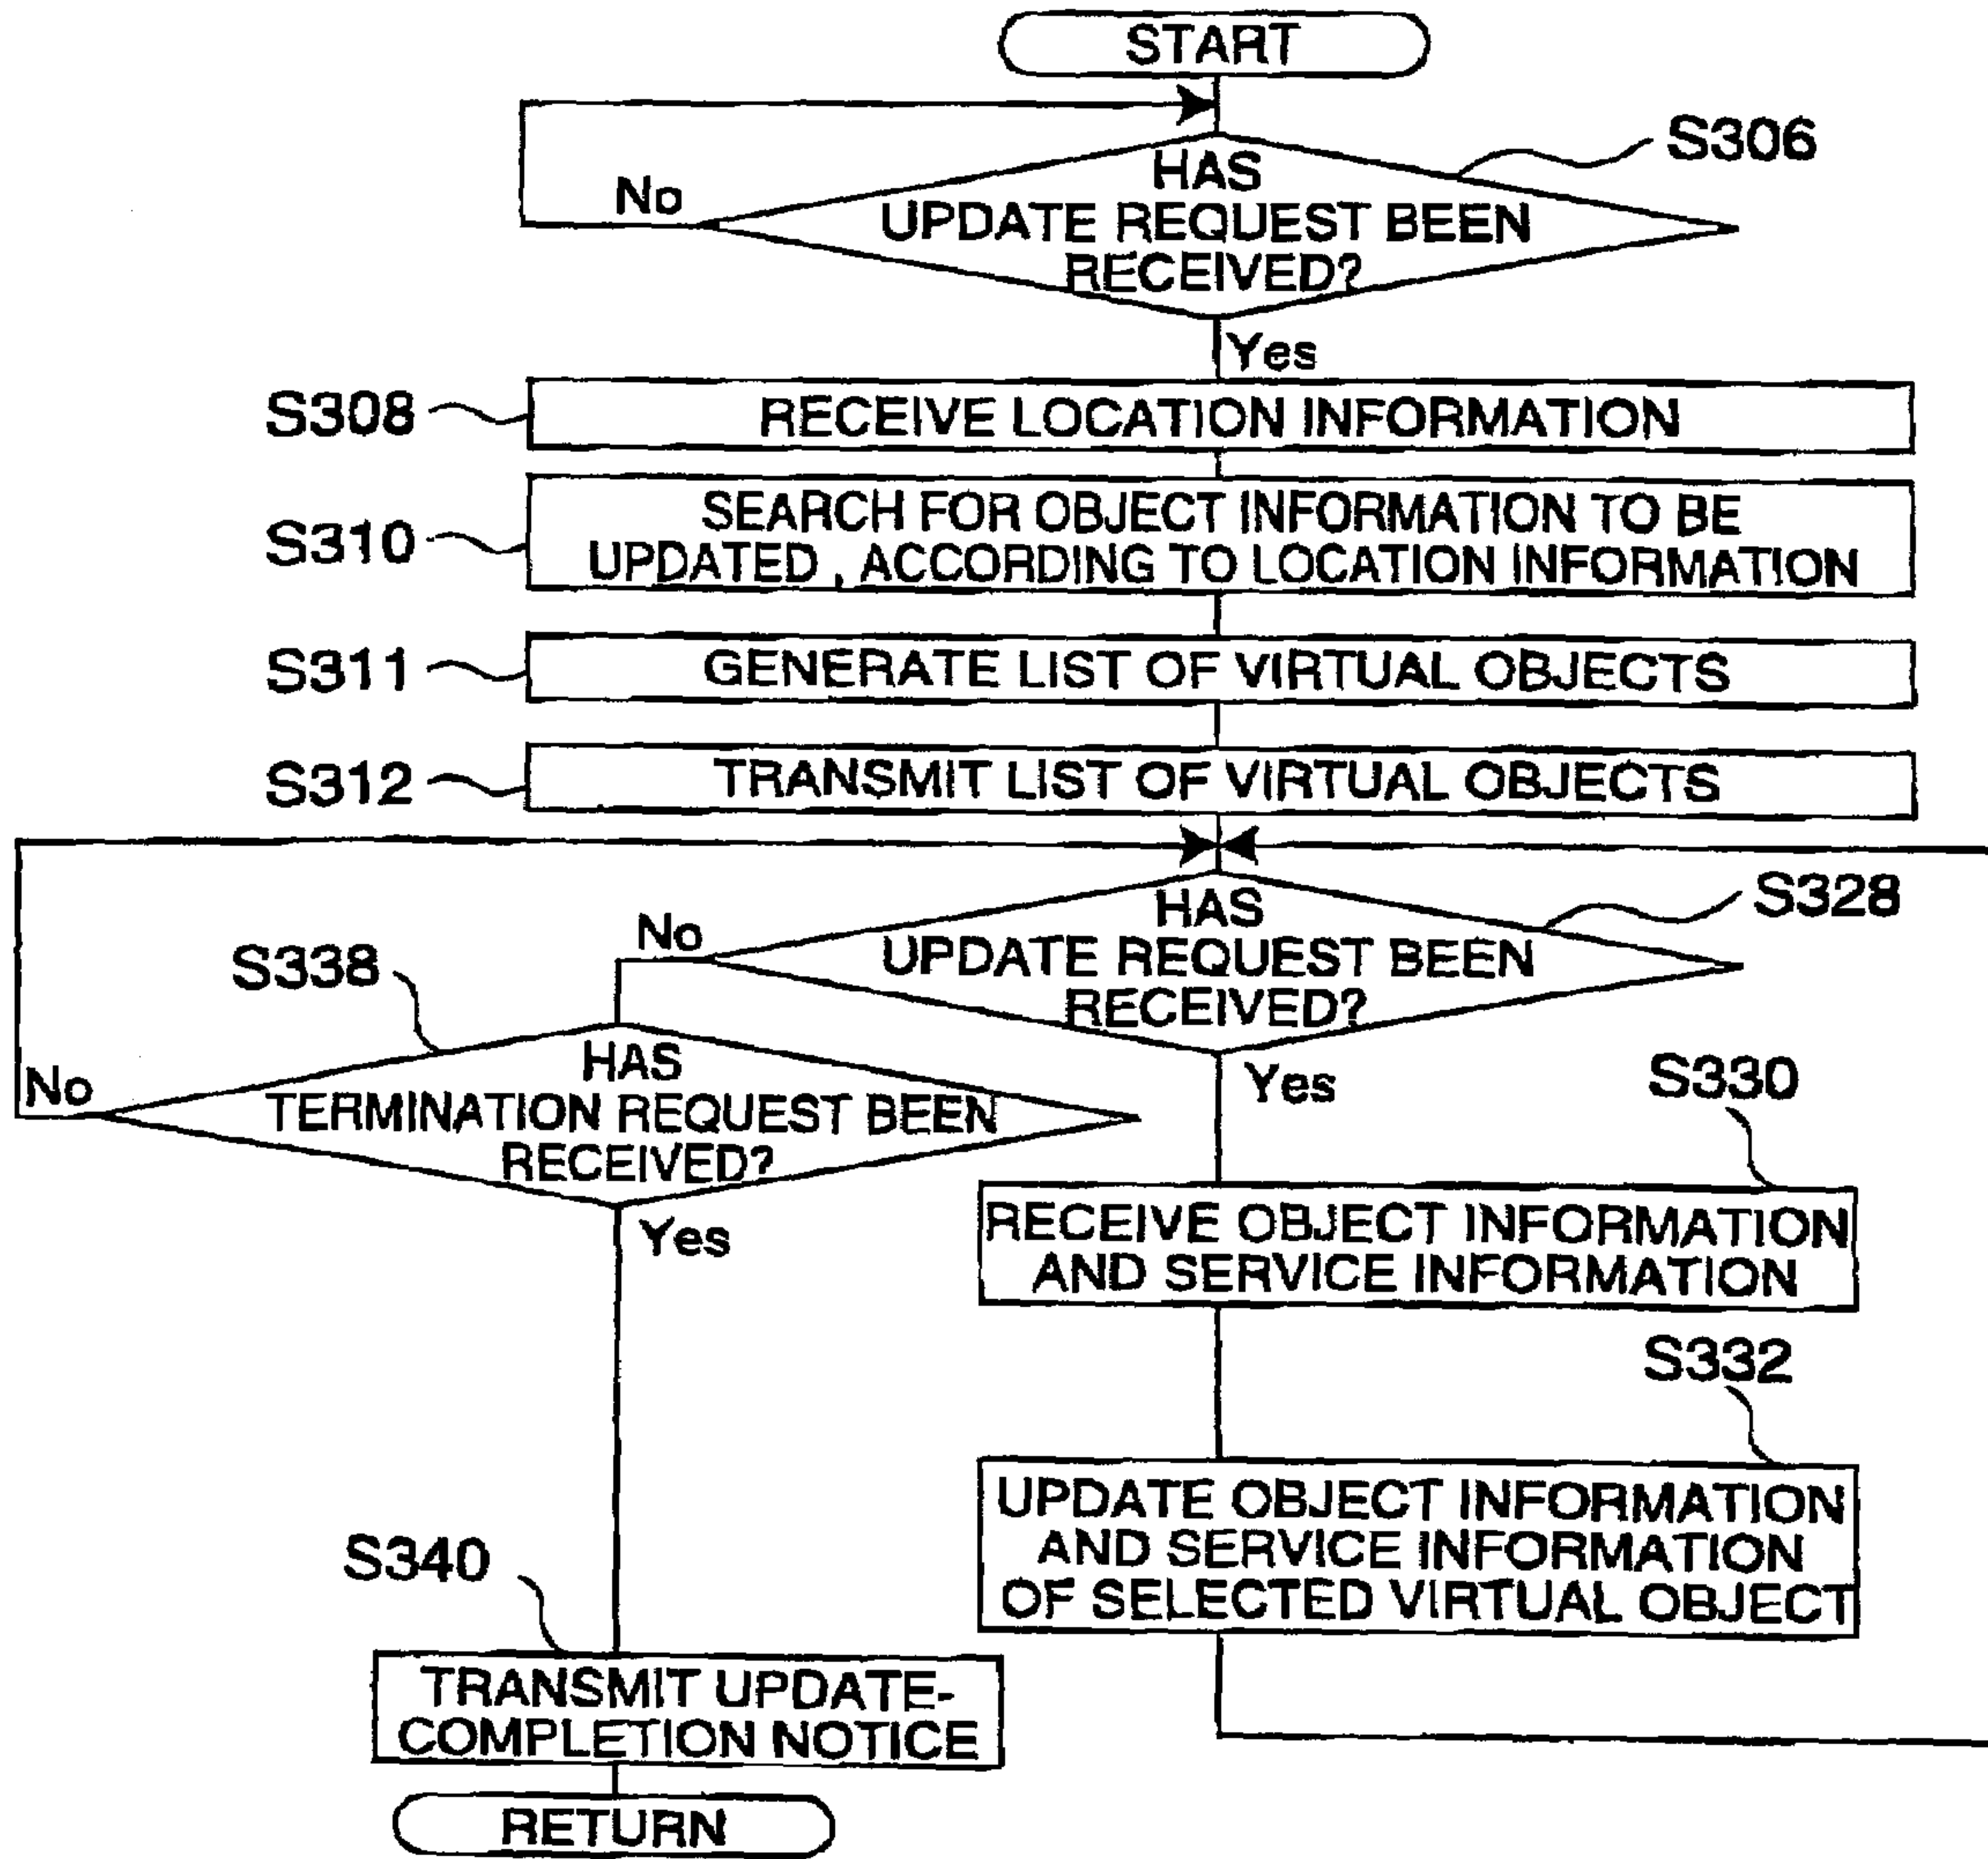 START
S306
HAS
No
UPDATE REQUEST BEEN
RECEIVED?
Yes
S308
RECEIVE LOCATION INFORMATION
S310
SEARCH FOR OBJECT INFORMATION TO BE
UPDATED, ACCORDING TO LOCATION INFORMATION
S311
GENERATE LIST OF VIRTUAL OBJECTS
S312
TRANSMIT LIST OF VIRTUAL OBJECTS
S328
HAS
No
UPDATE REQUEST BEEN
RECEIVED?
Yes
S338
HAS
No
TERMINATION REQUEST BEEN
RECEIVED?
Yes
S330
RECEIVE OBJECT INFORMATION
AND SERVICE INFORMATION
S332
UPDATE OBJECT INFORMATION
AND SERVICE INFORMATION
OF SELECTED VIRTUAL OBJECT
S340
TRANSMIT UPDATE-
COMPLETION NOTICE
RETURN